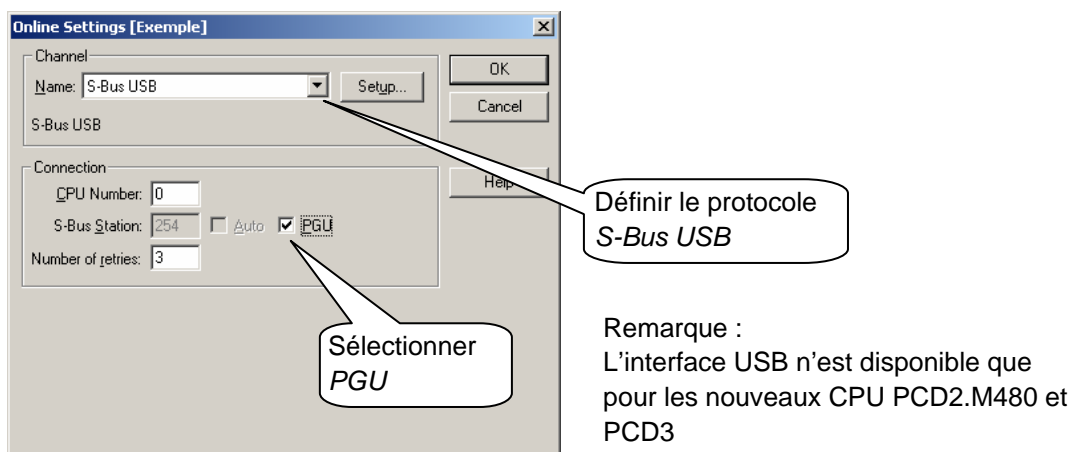 Online Settings [Exemple]
Channel
Name: S-Bus USB
Setup...
S-Bus USB
OK
Cancel
Help
Connection
CPU Number: 0
S-Bus Station: 254 Auto PGU
Number of retries: 3
Définir le protocole
S-Bus USB
Sélectionner
PGU
Remarque :
L'interface USB n'est disponible que
pour les nouveaux CPU PCD2.M480 et
PCD3